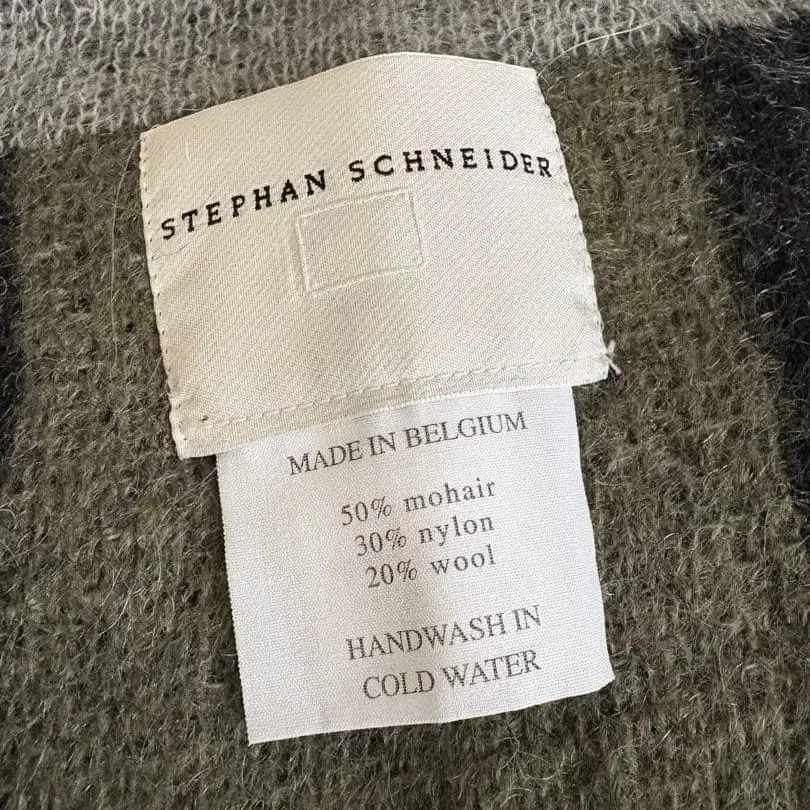 STEPHAN SCHNEIDER
MADE IN BELGIUM
50% mohair
30% nylon
20% wool
HANDWASH IN
COLD WATER